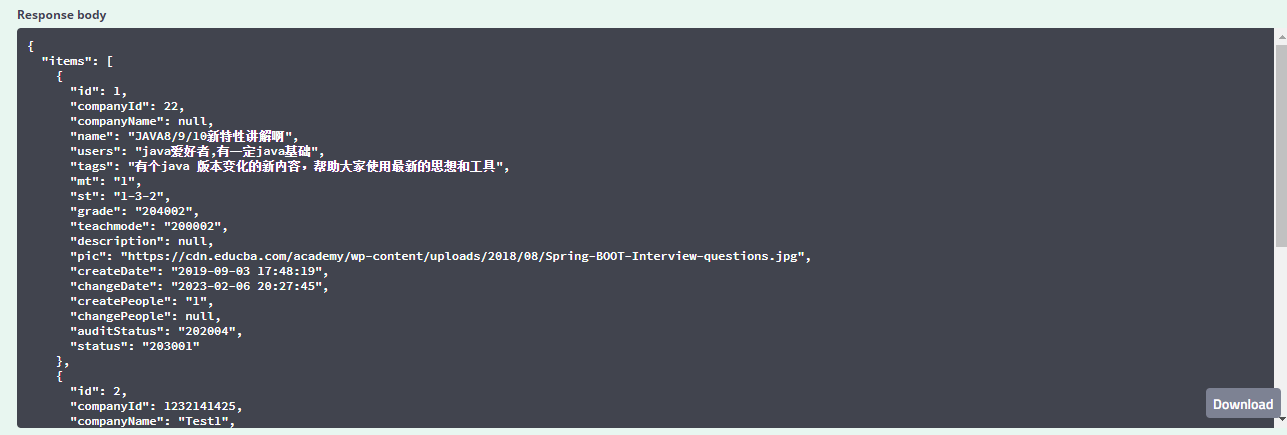 Response body
{
"items": [
{
"id": 1,
"companyId": 22,
"companyName": null,
"name": "JAVA8/9/10新特性讲解啊",
"users": "java爱好者,有一定java基础",
"tags": "有个java 版本变化的新内容，帮助大家使用最新的思想和工具",
"mt": "1",
"st": "1-3-2",
"grade": "204002",
"teachmode": "200002",
"description": null,
"pic": "https://cdn.educba.com/academy/wp-content/uploads/2018/08/Spring-BOOT-Interview-questions.jpg",
"createDate": "2019-09-03 17:48:19",
"changeDate": "2023-02-06 20:27:45",
"createPeople": "1",
"changePeople": null,
"auditStatus": "202004",
"status": "203001"
},
{
"id": 2,
"companyId": 1232141425,
"companyName": "Test1",
Download